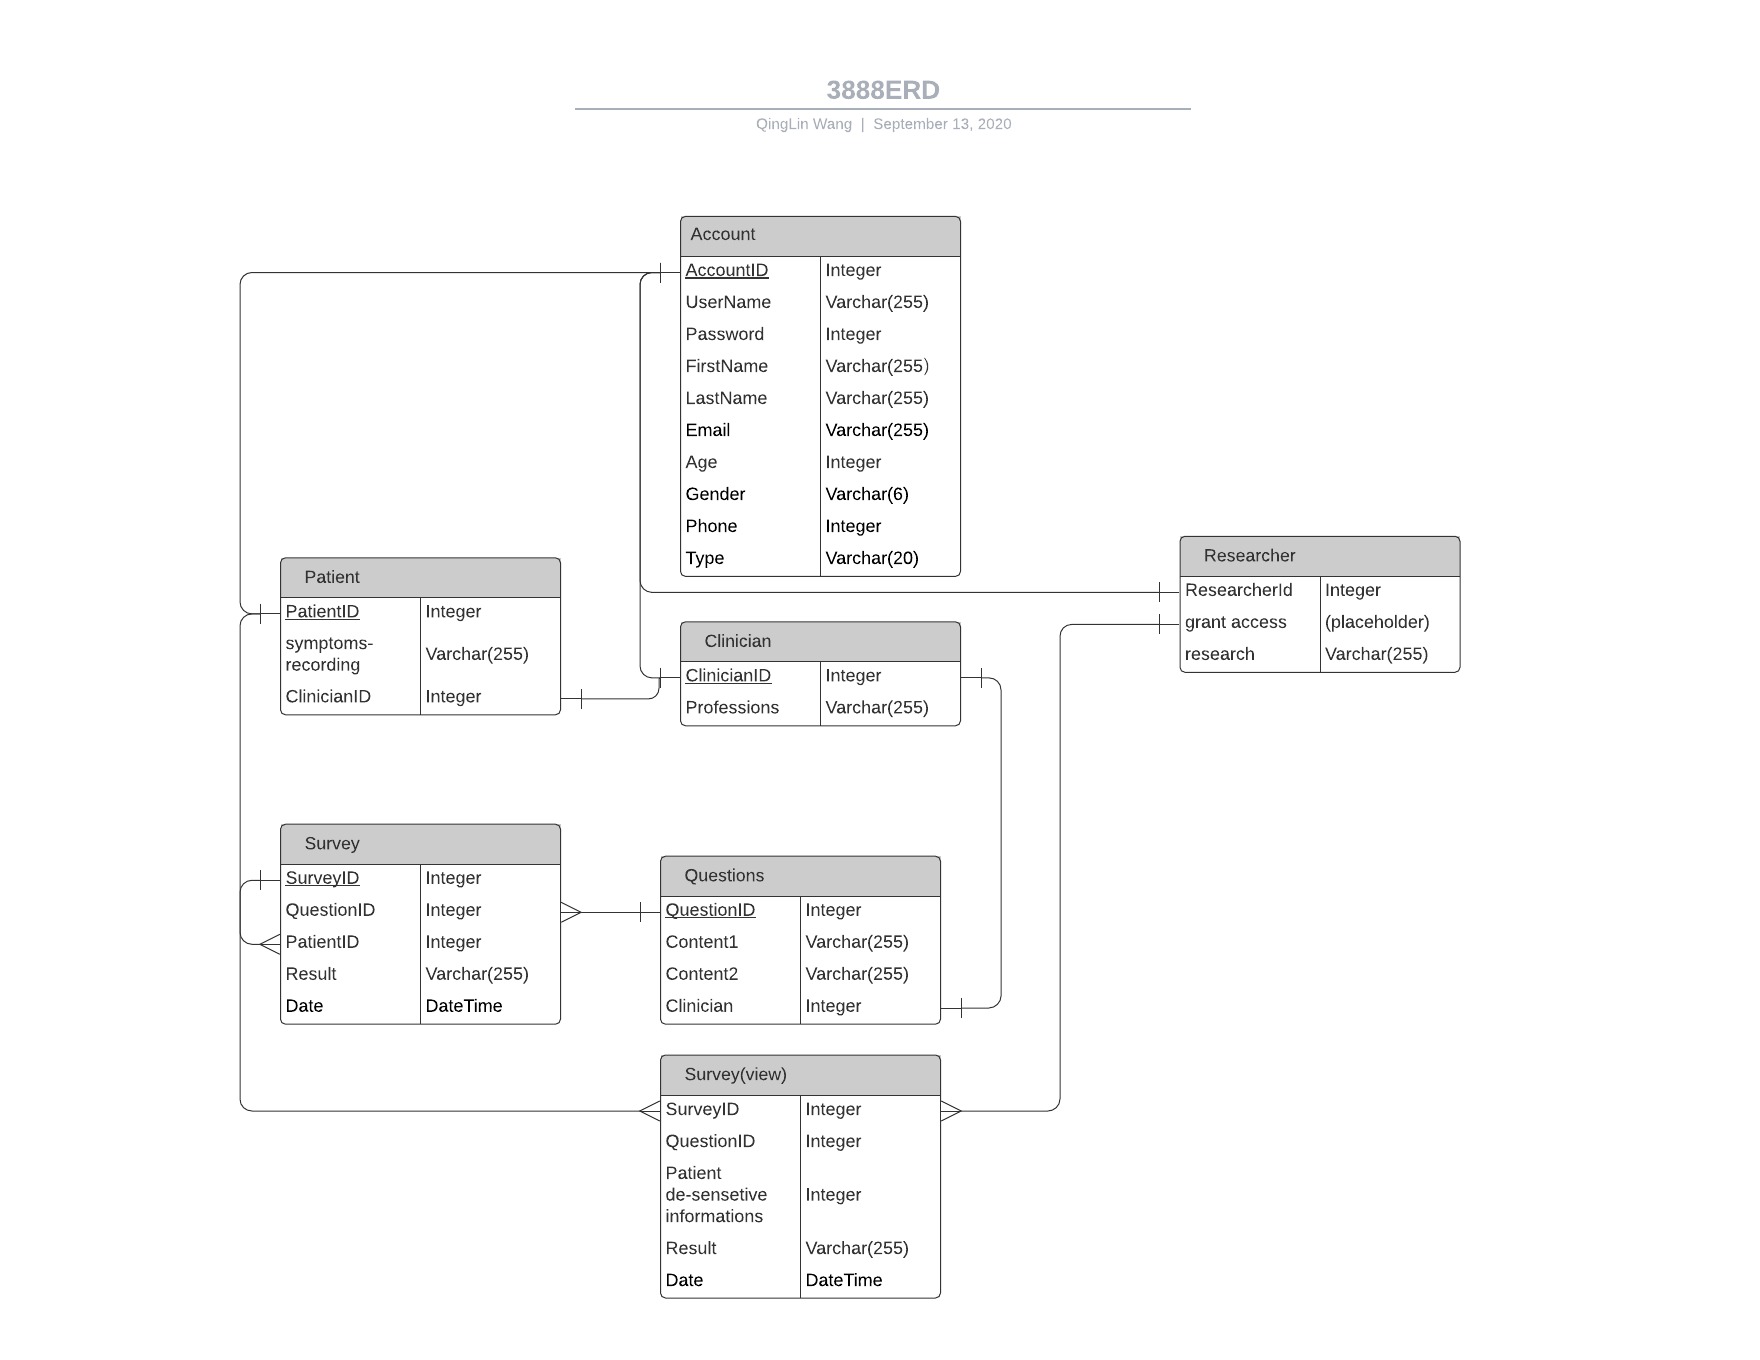 3888ERD
QingLin Wang | September 13, 2020
Account
AccountID Integer
UserName Varchar(255)
Password Integer
FirstName Varchar(255)
LastName Varchar(255)
Email Varchar(255)
Age Integer
Gender Varchar(6)
Phone Integer
Type Varchar(20)
Researcher
ResearcherId Integer
grant access (placeholder)
research Varchar(255)
Patient
PatientID Integer
symptoms-
recording Varchar(255)
ClinicianID Integer
Clinician
ClinicianID Integer
Professions Varchar(255)
Survey
SurveyID Integer
QuestionID Integer
PatientID Integer
Result Varchar(255)
Date DateTime
Questions
QuestionID Integer
Content1 Varchar(255)
Content2 Varchar(255)
Clinician Integer
Survey(view)
SurveyID Integer
QuestionID Integer
Patient
de-sensetive Integer
informations
Result Varchar(255)
Date DateTime